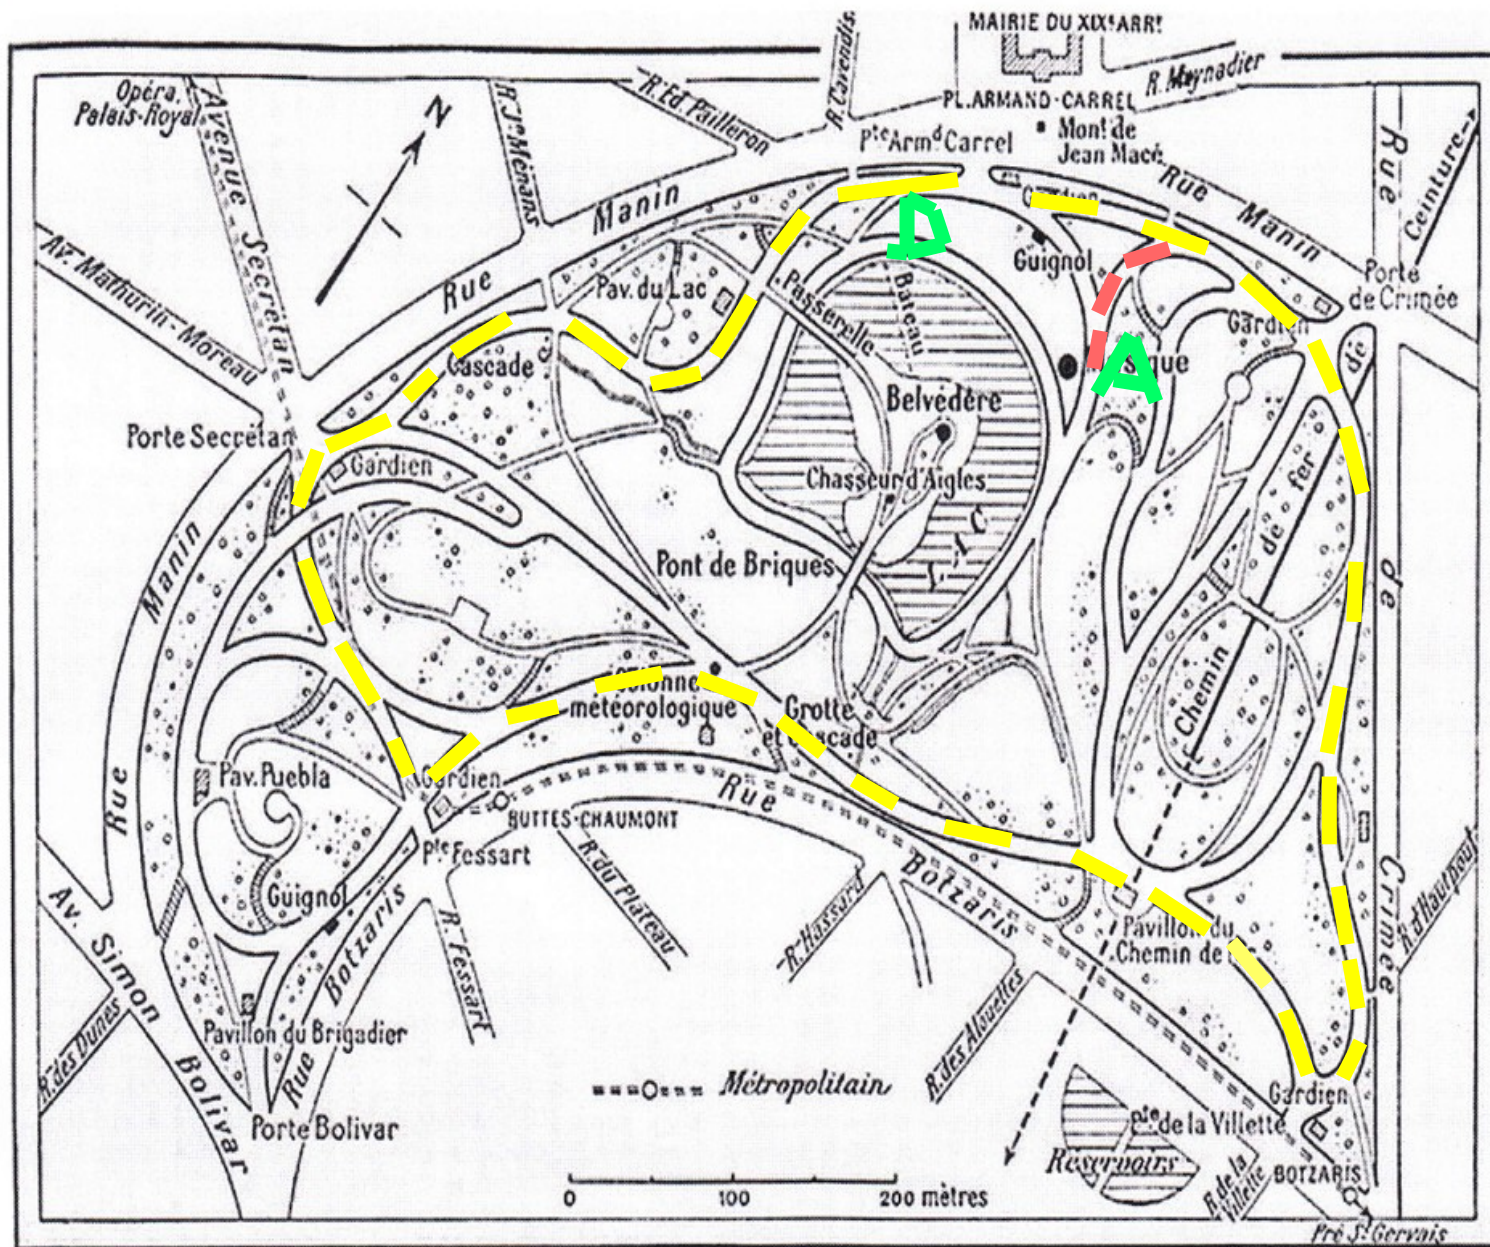 MAIRIE DU XIXᵉ ARRᵗ
R. Cavendis.
R. Meynadier
Opéra,
Palais-Royal
Avenue Secretan
N
R. Jⁿ Ménans
R. Ed Pailleron
PL. ARMAND-CARREL
Mont de
Jean Macé
Pᵗᵉ Armᵈ Carrel
Rue Manin
Rue Manin
Rue de Crimée
Ceinture
Av. Mathurin-Moreau
Pav. du Lac
Passerelle
Bateau
D
Guignol
Porte
de Crimée
Gardien
Cascade
A
Belvédère
Porte Secrétan
Gardien
Chasseur d'Aigles
LAC
Chemin de fer de
Rue Manin
Pont de Briques
météorologique
Grotte
et Cascade
Pav. Puebla
Gardien
Rue Botzaris
BUTTES-CHAUMONT
Pᵗᵉ Fessart
Guignol
R. du Plateau
R. Hassard
R. Fessart
Rue Botzaris
Av. Simon Bolivar
R. des Dunes
Pavillon du Brigadier
Pavillon du
Chemin de
R. d'Hautpoul
R. des Alouettes
Métropolitain
Gardien
Porte Bolivar
Pᵗᵉ de la Villette
Réservoirs
R. de la
Villette
BOTZARIS
0 100 200 mètres
Pré Sᵗ Gervais